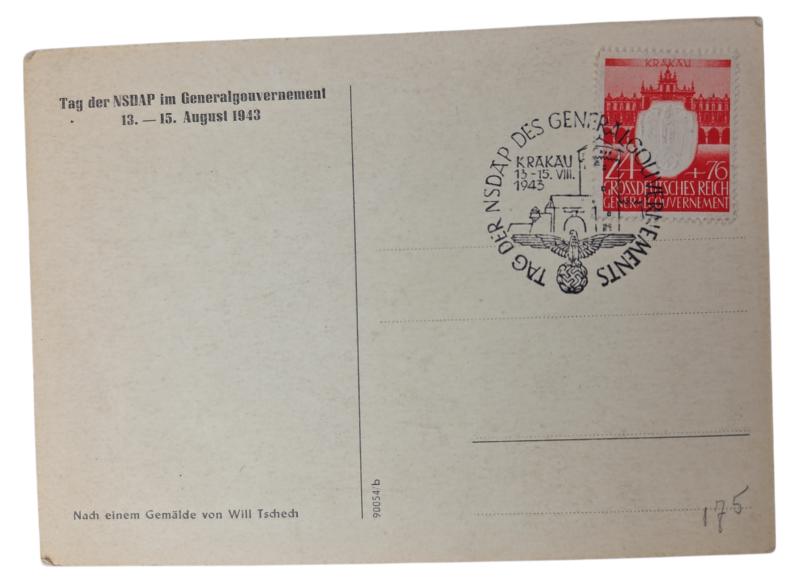 Tag der NSDAP im Generalgouvernement
13. — 15. August 1943
KRAKAU
24 +76
GROSSDEUTSCHES REICH
GENERALGOUVERNEMENT
TAG DER NSDAP DES GENERALGOUVERNEMENTS
KRAKAU
13-15. VIII.
1943
90054/b
Nach einem Gemälde von Will Tschech
175